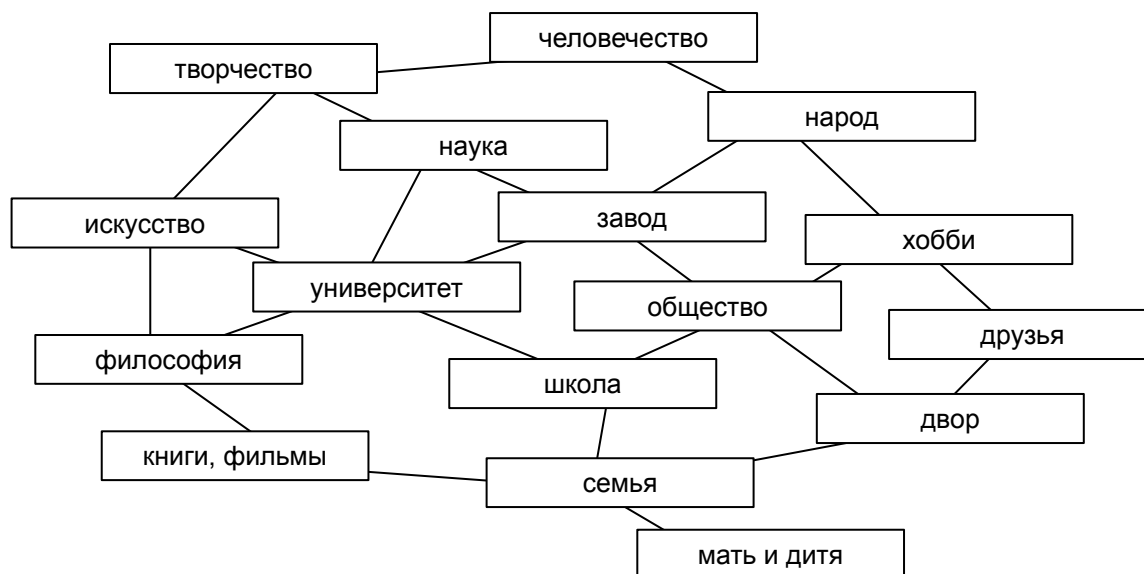 человечество
творчество
народ
наука
завод
искусство
хобби
университет
общество
друзья
философия
школа
двор
книги, фильмы
семья
мать и дитя